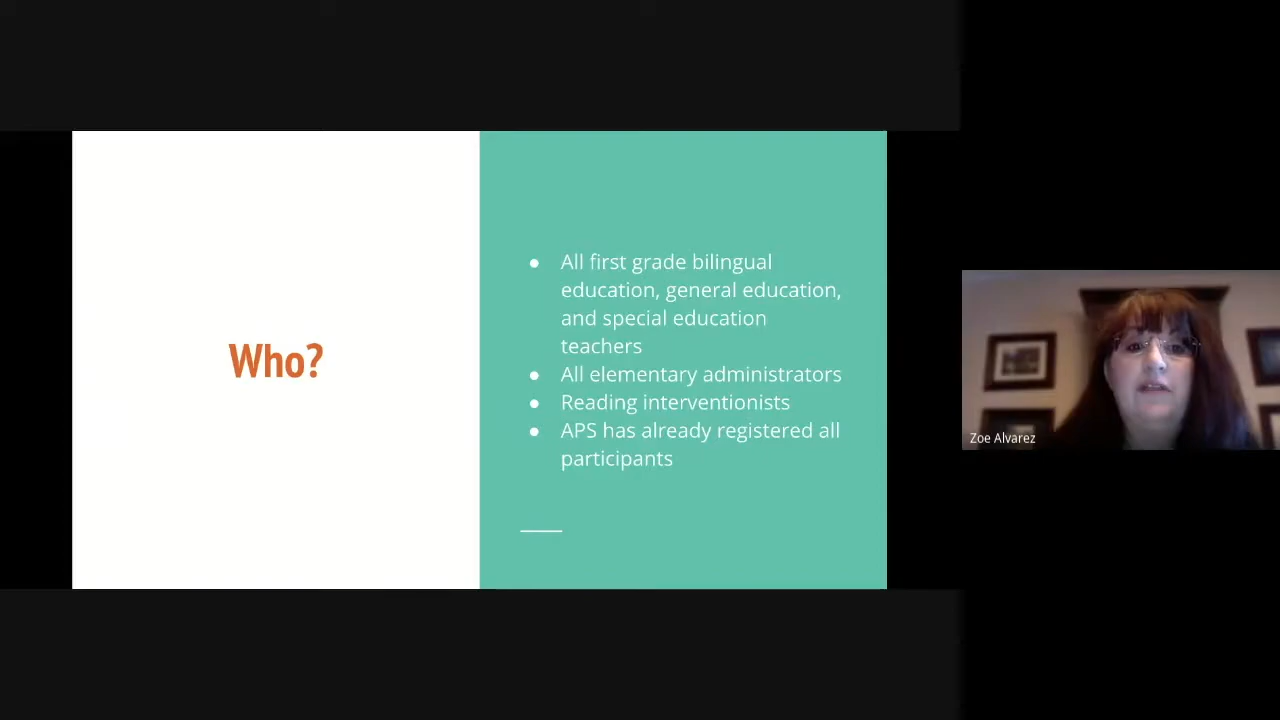 Who?
● All first grade bilingual
education, general education,
and special education
teachers
● All elementary administrators
● Reading interventionists
● APS has already registered all
participants
Zoe Alvarez